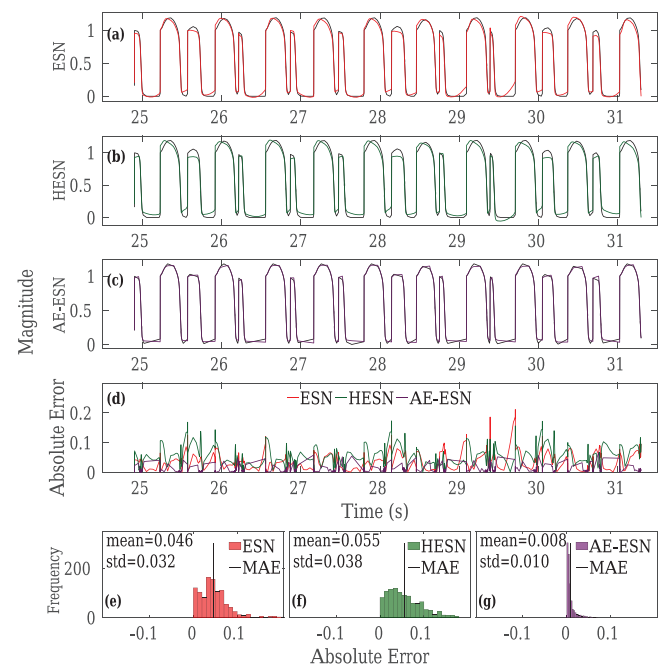 (a)
ESN
1
0.5
0
25 26 27 28 29 30 31
(b)
HESN
1
0.5
0
25 26 27 28 29 30 31
(c)
AE-ESN
Magnitude
1
0.5
0
25 26 27 28 29 30 31
(d)
ESN HESN AE-ESN
Absolute Error
0.2
0.1
0
25 26 27 28 29 30 31
Time (s)
Frequency
200
0
mean=0.046
std=0.032
ESN
MAE
(e)
-0.1 0 0.1
mean=0.055
std=0.038
HESN
MAE
(f)
-0.1 0 0.1
mean=0.008
std=0.010
AE-ESN
MAE
(g)
-0.1 0 0.1
Absolute Error